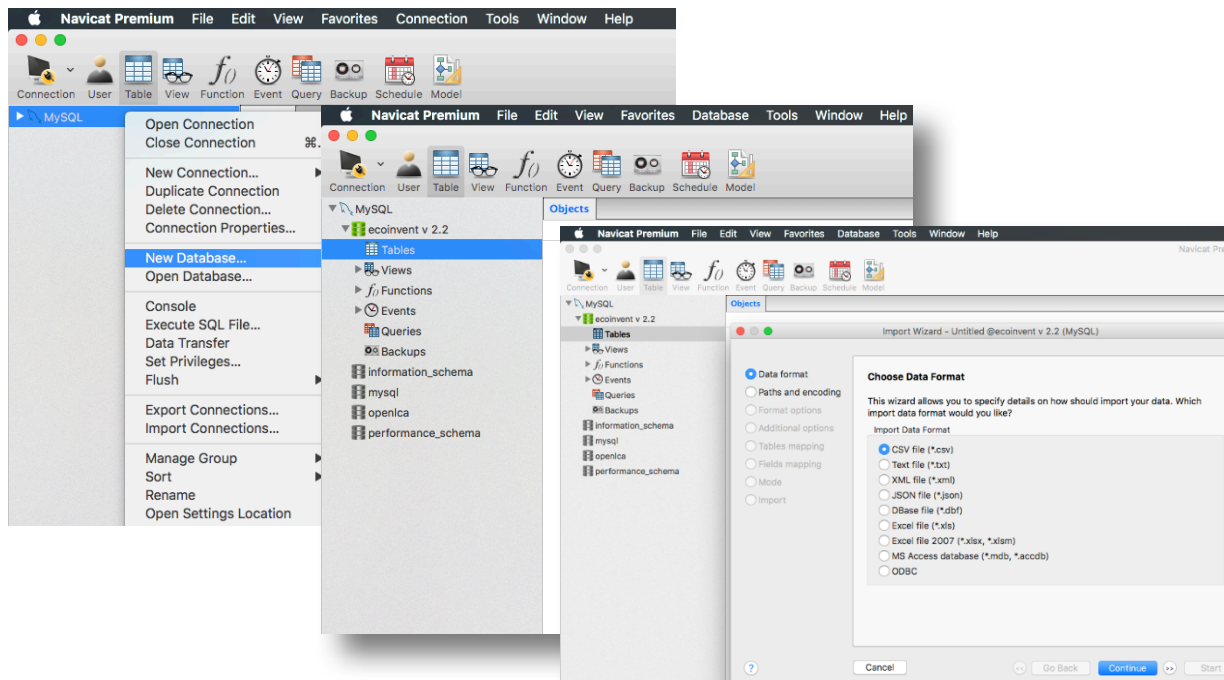 Navicat Premium File Edit View Favorites Connection Tools Window Help
Connection User Table View Function Event Query Backup Schedule Model
MySQL
Open Connection
Close Connection ⌘.
New Connection...
Duplicate Connection
Delete Connection...
Connection Properties...
New Database...
Open Database...
Console
Execute SQL File...
Data Transfer
Set Privileges...
Flush
Export Connections...
Import Connections...
Manage Group
Sort
Rename
Open Settings Location
Navicat Premium File Edit View Favorites Database Tools Window Help
Connection User Table View Function Event Query Backup Schedule Model
MySQL
ecoinvent v 2.2
Tables
Views
Functions
Events
Queries
Backups
information_schema
mysql
openlca
performance_schema
Objects
Navicat Premium File Edit View Favorites Database Tools Window Help
Navicat Pre
Connection User Table View Function Event Query Backup Schedule Model
MySQL
ecoinvent v 2.2
Tables
Views
Functions
Events
Queries
Backups
information_schema
mysql
openlca
performance_schema
Objects
Import Wizard - Untitled @ecoinvent v 2.2 (MySQL)
Data format
Paths and encoding
Format options
Additional options
Tables mapping
Fields mapping
Mode
Import
Choose Data Format
This wizard allows you to specify details on how should import your data. Which
import data format would you like?
Import Data Format
CSV file (*.csv)
Text file (*.txt)
XML file (*.xml)
JSON file (*.json)
DBase file (*.dbf)
Excel file (*.xls)
Excel file 2007 (*.xlsx, *.xlsm)
MS Access database (*.mdb, *.accdb)
ODBC
? Cancel << Go Back Continue >> Start